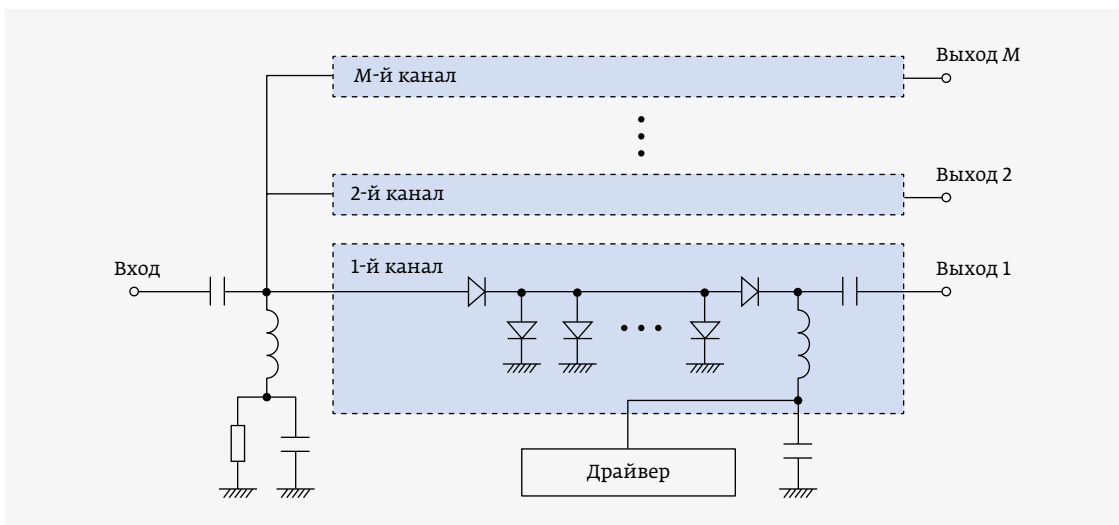 Выход M
M-й канал
Выход 2
2-й канал
Вход
1-й канал
Выход 1
Драйвер